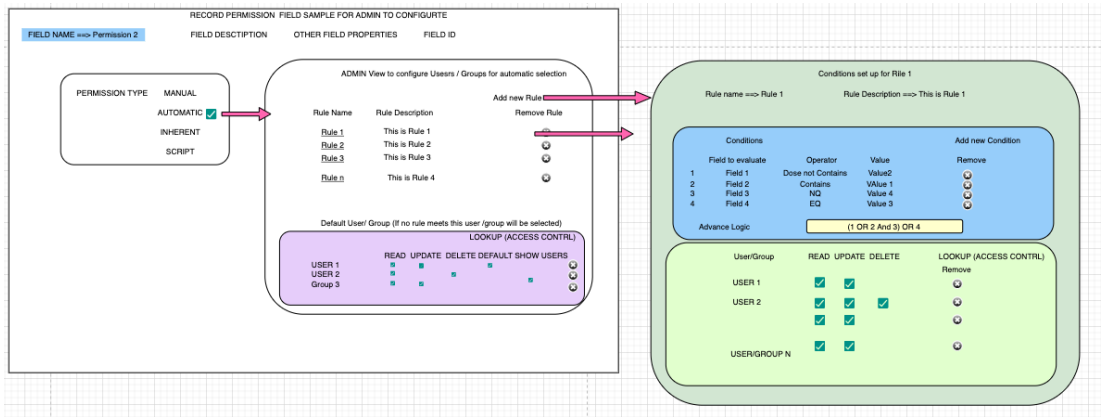 RECORD PERMISSION FIELD SAMPLE FOR ADMIN TO CONFIGURTE
FIELD NAME ==> Permission 2
FIELD DESCTIPTION
OTHER FIELD PROPERTIES
FIELD ID
PERMISSION TYPE
MANUAL
AUTOMATIC
INHERENT
SCRIPT
ADMIN View to configure Usesrs / Groups for automatic selection
Add new Rule
Rule Name Rule Description Remove Rule
Rule 1 This is Rule 1
Rule 2 This is Rule 2
Rule 3 This is Rule 3
Rule n This is Rule 4
Default User/ Group (If no rule meets this user /group will be selected)
LOOKUP (ACCESS CONTRL)
READ UPDATE DELETE DEFAULT SHOW USERS
USER 1
USER 2
Group 3
Conditions set up for Rile 1
Rule name ==> Rule 1
Rule Description ==> This is Rule 1
Conditions
Add new Condition
Field to evaluate Operator Value Remove
1 Field 1 Dose not Contains Value2
2 Field 2 Contains VAlue 1
3 Field 3 NQ Value 4
4 Field 4 EQ Value 3
Advance Logic (1 OR 2 And 3) OR 4
User/Group READ UPDATE DELETE LOOKUP (ACCESS CONTRL)
Remove
USER 1
USER 2
USER/GROUP N